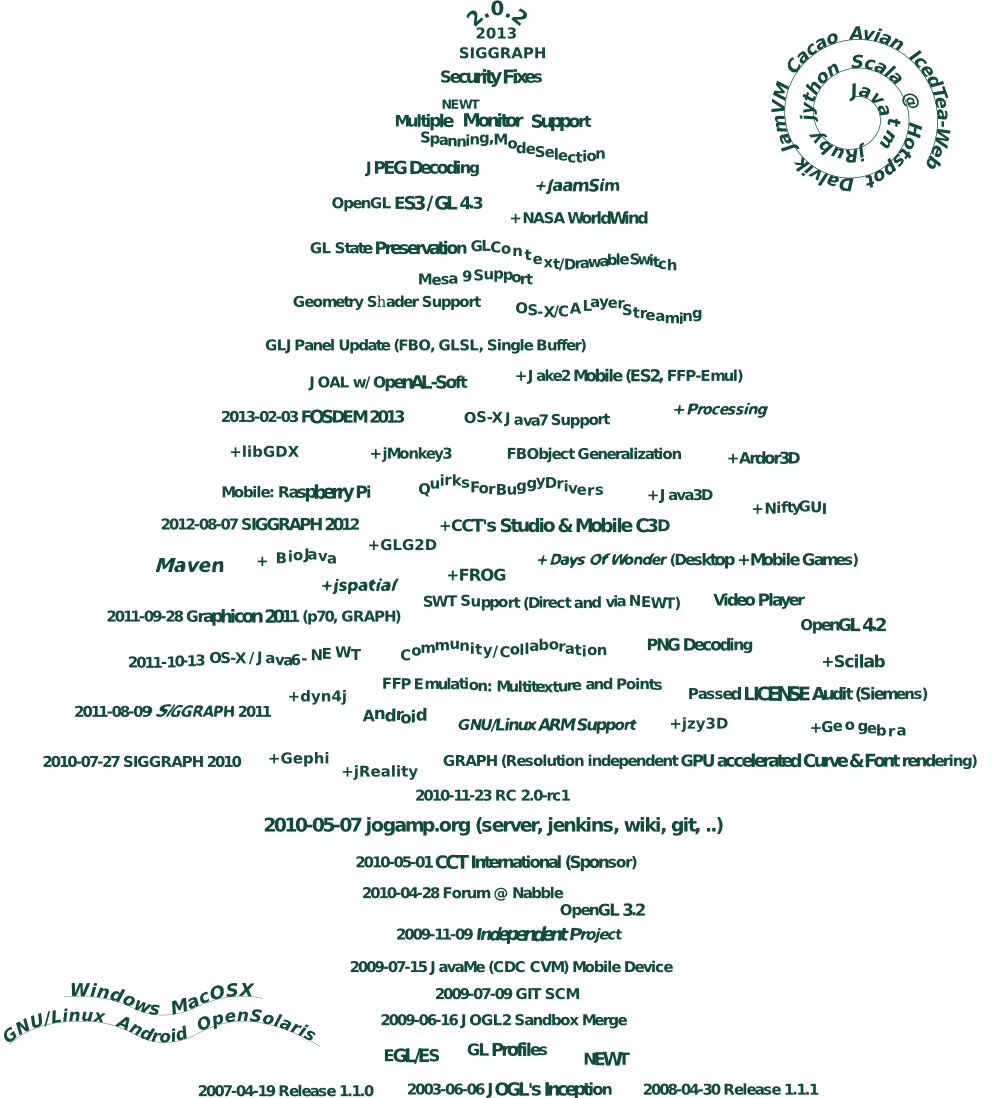 2.0.2
2013
SIGGRAPH
Security Fixes
NEWT
Multiple Monitor Support
Spanning,ModeSelection
JPEG Decoding
+JaamSim
OpenGL ES3 / GL 4.3
+NASA WorldWind
GL State Preservation GLContext/DrawableSwitch
Mesa 9 Support
Geometry Shader Support
OS-X/CALayerStreaming
GLJPanel Update (FBO, GLSL, Single Buffer)
JOAL w/ OpenAL-Soft
+Jake2 Mobile (ES2, FFP-Emul)
2013-02-03 FOSDEM 2013
OS-X Java7 Support
+Processing
+libGDX
+jMonkey3
FBObject Generalization
+Ardor3D
Mobile: Raspberry Pi
QuirksForBuggyDrivers
+Java3D
+NiftyGUI
2012-08-07 SIGGRAPH 2012
+CCT's Studio & Mobile C3D
+GLG2D
Maven
+ BioJava
+Days Of Wonder (Desktop +Mobile Games)
+jspatial
+FROG
2011-09-28 Graphicon 2011 (p70, GRAPH)
SWT Support (Direct and via NEWT)
Video Player
OpenGL 4.2
2011-10-13 OS-X / Java6- NEWT
Community/Collaboration
PNG Decoding
+Scilab
FFP Emulation: Multitexture and Points
+dyn4j
Passed LICENSE Audit (Siemens)
2011-08-09 SIGGRAPH 2011
Android
GNU/Linux ARM Support
+jzy3D
+Geogebra
2010-07-27 SIGGRAPH 2010
+Gephi
+jReality
GRAPH (Resolution independent GPU accelerated Curve & Font rendering)
2010-11-23 RC 2.0-rc1
2010-05-07 jogamp.org (server, jenkins, wiki, git, ..)
2010-05-01 CCT International (Sponsor)
2010-04-28 Forum @ Nabble
OpenGL 3.2
2009-11-09 Independent Project
2009-07-15 JavaMe (CDC CVM) Mobile Device
2009-07-09 GIT SCM
2009-06-16 JOGL2 Sandbox Merge
EGL/ES
GL Profiles
NEWT
2007-04-19 Release 1.1.0
2003-06-06 JOGL's Inception
2008-04-30 Release 1.1.1
Java tm jRuby jython Scala @ Hotspot Dalvik JamVM Cacao Avian IcedTea-Web
Windows MacOSX
GNU/Linux Android OpenSolaris